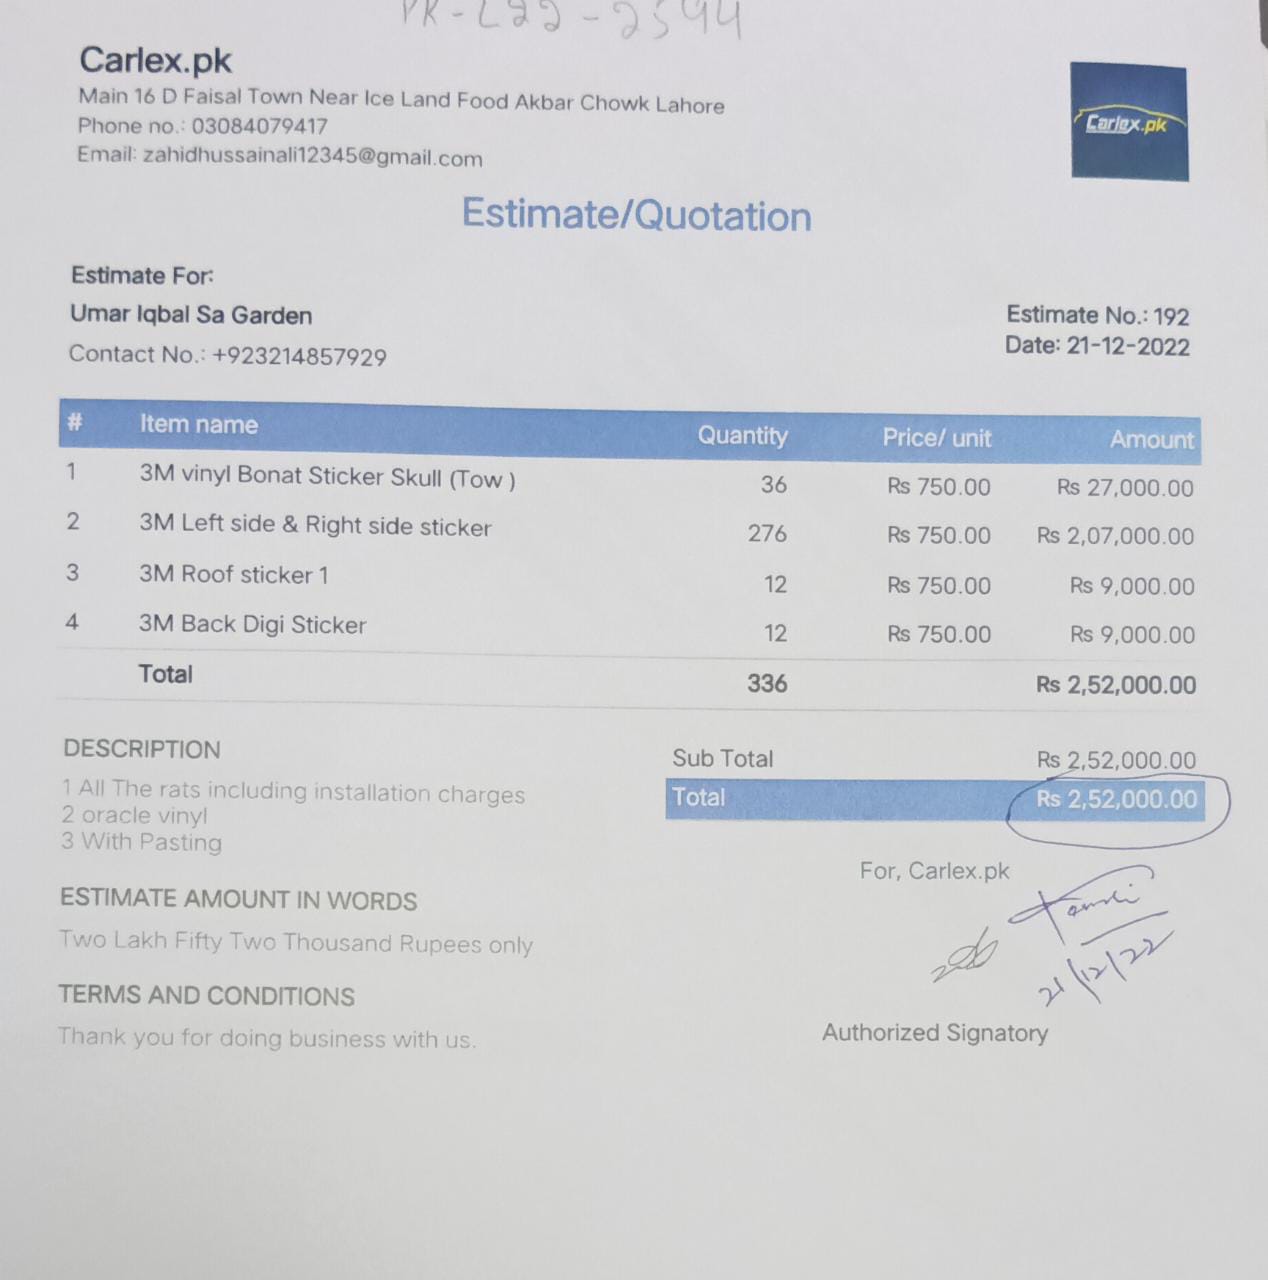 PR-L22-2594
Carlex.pk
Main 16 D Faisal Town Near Ice Land Food Akbar Chowk Lahore
Phone no.: 03084079417
Email: zahidhussainali12345@gmail.com
Carlex.pk
Estimate/Quotation
Estimate For:
Umar Iqbal Sa Garden
Contact No.: +923214857929
Estimate No.: 192
Date: 21-12-2022
# Item name Quantity Price/ unit Amount
1 3M vinyl Bonat Sticker Skull (Tow ) 36 Rs 750.00 Rs 27,000.00
2 3M Left side & Right side sticker 276 Rs 750.00 Rs 2,07,000.00
3 3M Roof sticker 1 12 Rs 750.00 Rs 9,000.00
4 3M Back Digi Sticker 12 Rs 750.00 Rs 9,000.00
Total 336 Rs 2,52,000.00
DESCRIPTION
1 All The rats including installation charges
2 oracle vinyl
3 With Pasting
Sub Total Rs 2,52,000.00
Total Rs 2,52,000.00
ESTIMATE AMOUNT IN WORDS
Two Lakh Fifty Two Thousand Rupees only
TERMS AND CONDITIONS
Thank you for doing business with us.
For, Carlex.pk
21/12/22
Authorized Signatory